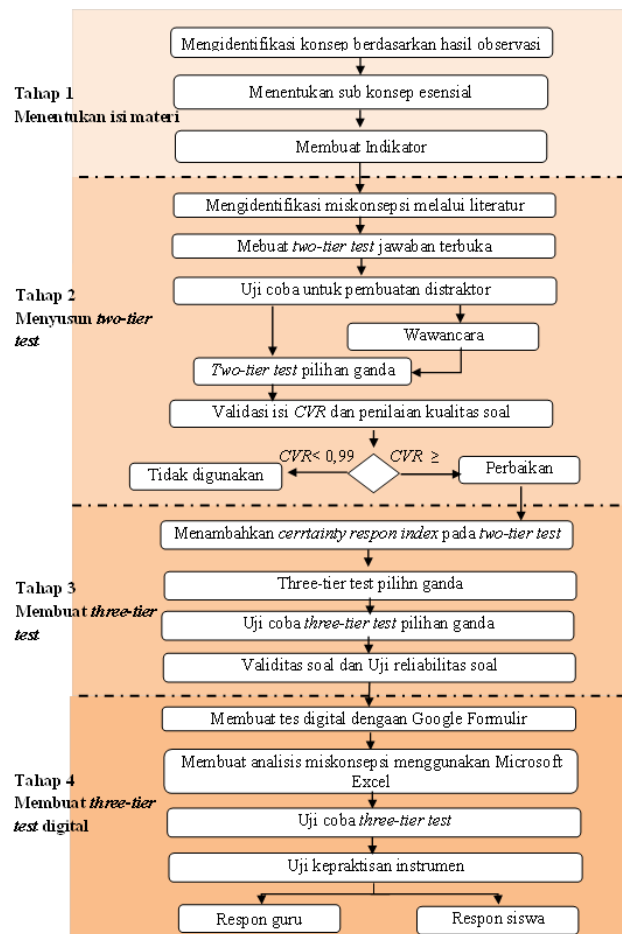 Mengidentifikasi konsep berdasarkan hasil observasi
Tahap 1
Menentukan isi materi
Menentukan sub konsep esensial
Membuat Indikator
Mengidentifikasi miskonsepsi melalui literatur
Mebuat two-tier test jawaban terbuka
Tahap 2
Menyusun two-tier
test
Uji coba untuk pembuatan distraktor
Wawancara
Two-tier test pilihan ganda
Validasi isi CVR dan penilaian kualitas soal
CVR< 0,99
CVR ≥
Tidak digunakan
Perbaikan
Menambahkan cerrtainty respon index pada two-tier test
Tahap 3
Membuat three-tier
test
Three-tier test pilihn ganda
Uji coba three-tier test pilihan ganda
Validitas soal dan Uji reliabilitas soal
Membuat tes digital dengaan Google Formulir
Tahap 4
Membuat three-tier
test digital
Membuat analisis miskonsepsi menggunakan Microsoft
Excel
Uji coba three-tier test
Uji kepraktisan instrumen
Respon guru
Respon siswa